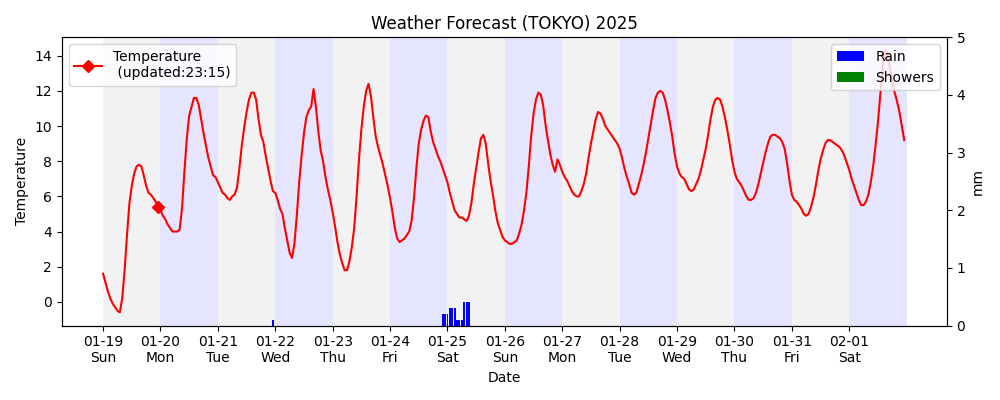 Weather Forecast (TOKYO) 2025
Temperature
(updated:23:15)
Rain
Showers
Temperature
14
12
10
8
6
4
2
0
5
4
3
2
1
0
mm
01-19 01-20 01-21 01-22 01-23 01-24 01-25 01-26 01-27 01-28 01-29 01-30 01-31 02-01
Sun Mon Tue Wed Thu Fri Sat Sun Mon Tue Wed Thu Fri Sat
Date